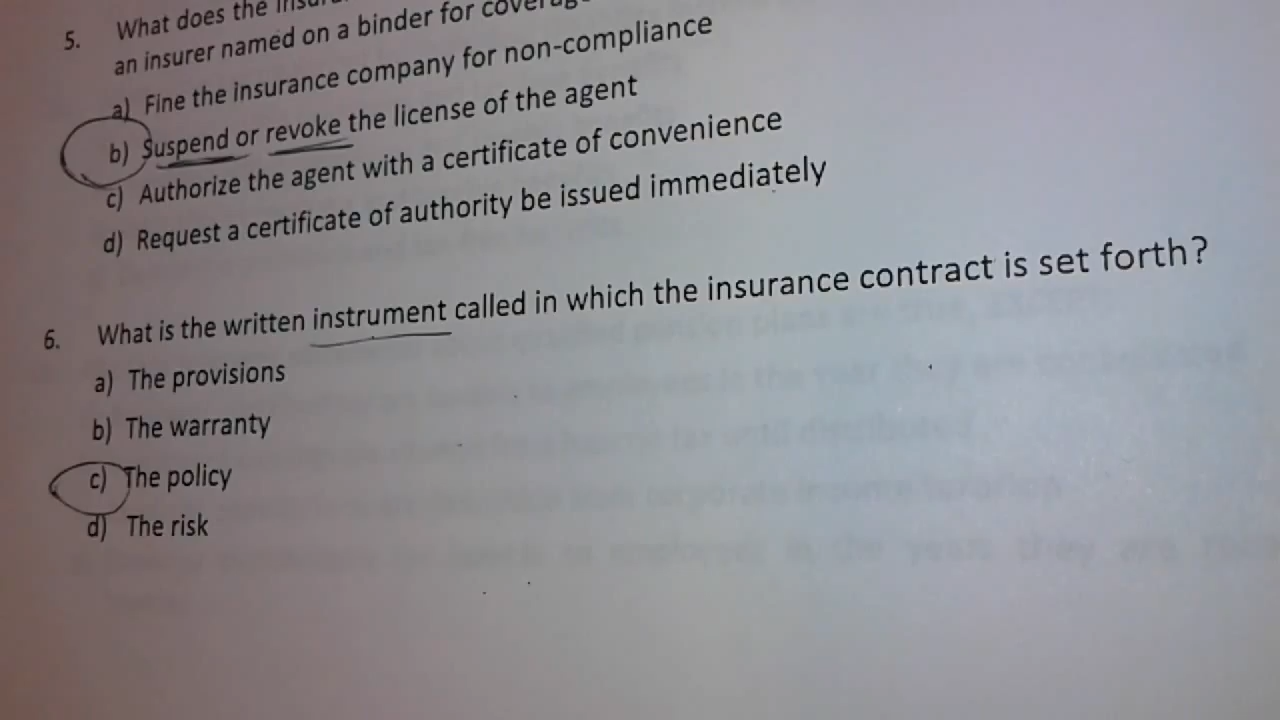 5. What does the
an insurer named on a binder for
a) Fine the insurance company for non-compliance
b) Suspend or revoke the license of the agent
c) Authorize the agent with a certificate of convenience
d) Request a certificate of authority be issued immediately
6. What is the written instrument called in which the insurance contract is set forth?
a) The provisions
b) The warranty
c) The policy
d) The risk